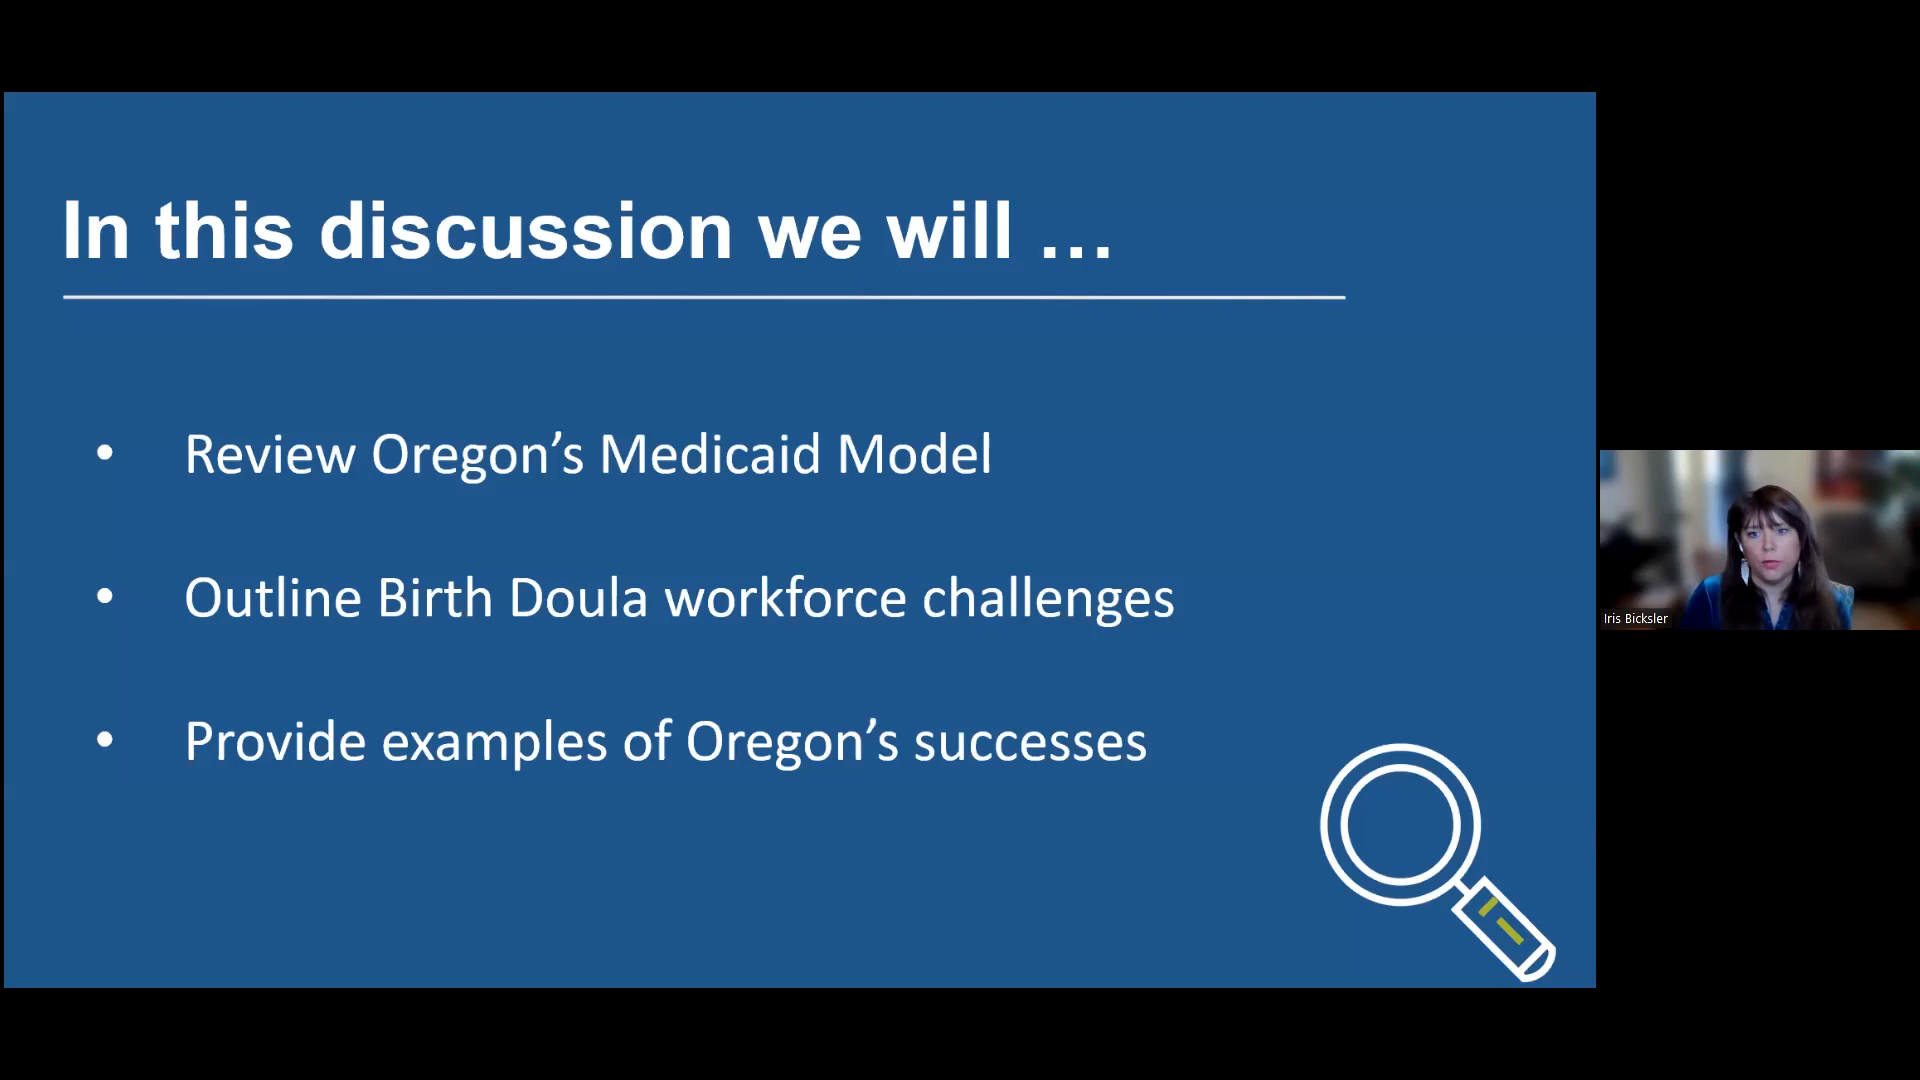 In this discussion we will …
• Review Oregon’s Medicaid Model
• Outline Birth Doula workforce challenges
• Provide examples of Oregon’s successes
Iris Bicksler